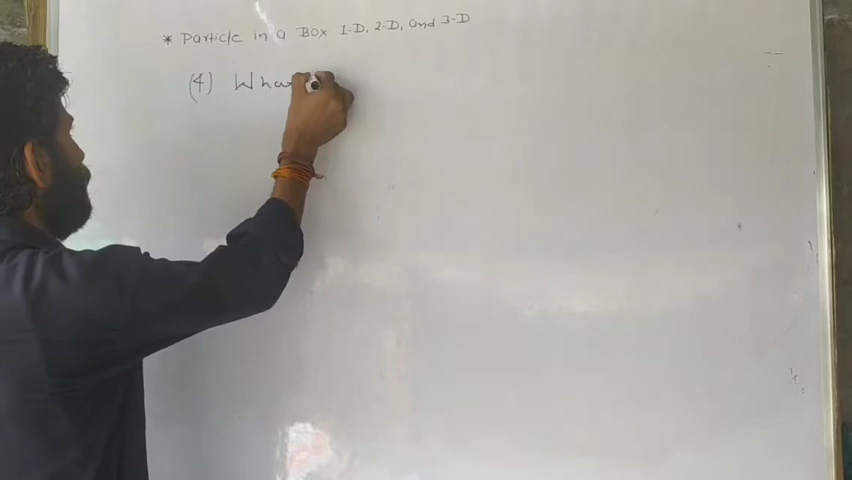 * Particle in a Box 1-D, 2-D, and 3-D
(4) Wha